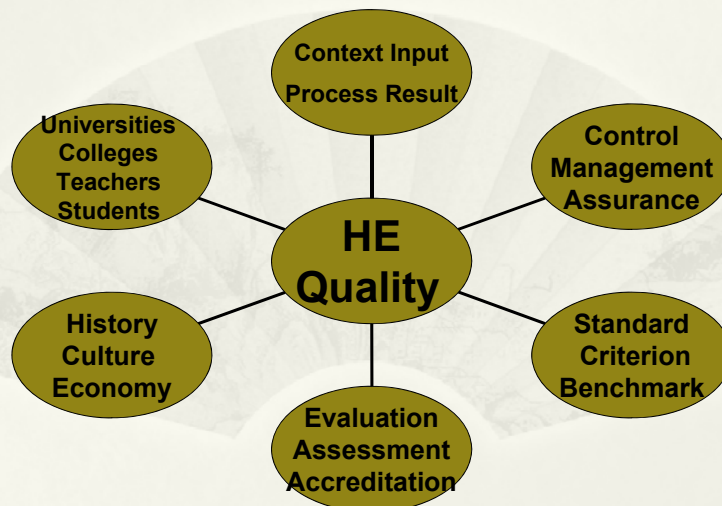 Context Input
Process Result
Universities
Colleges
Teachers
Students
Control
Management
Assurance
HE
Quality
History
Culture
Economy
Standard
Criterion
Benchmark
Evaluation
Assessment
Accreditation